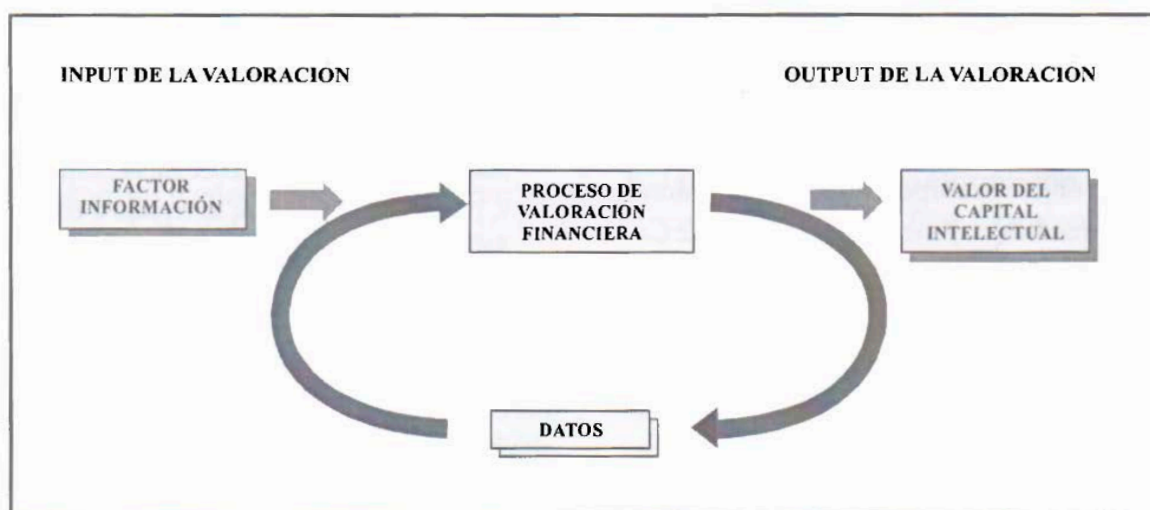 INPUT DE LA VALORACION
OUTPUT DE LA VALORACION
FACTOR
INFORMACIÓN
PROCESO DE
VALORACION
FINANCIERA
VALOR DEL
CAPITAL
INTELECTUAL
DATOS